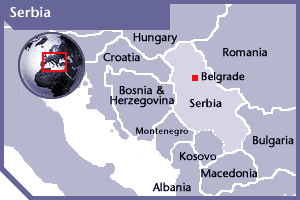 Serbia
Hungary
Romania
Croatia
Belgrade
Bosnia &
Herzegovina
Serbia
Montenegro
Bulgaria
Kosovo
Macedonia
Albania